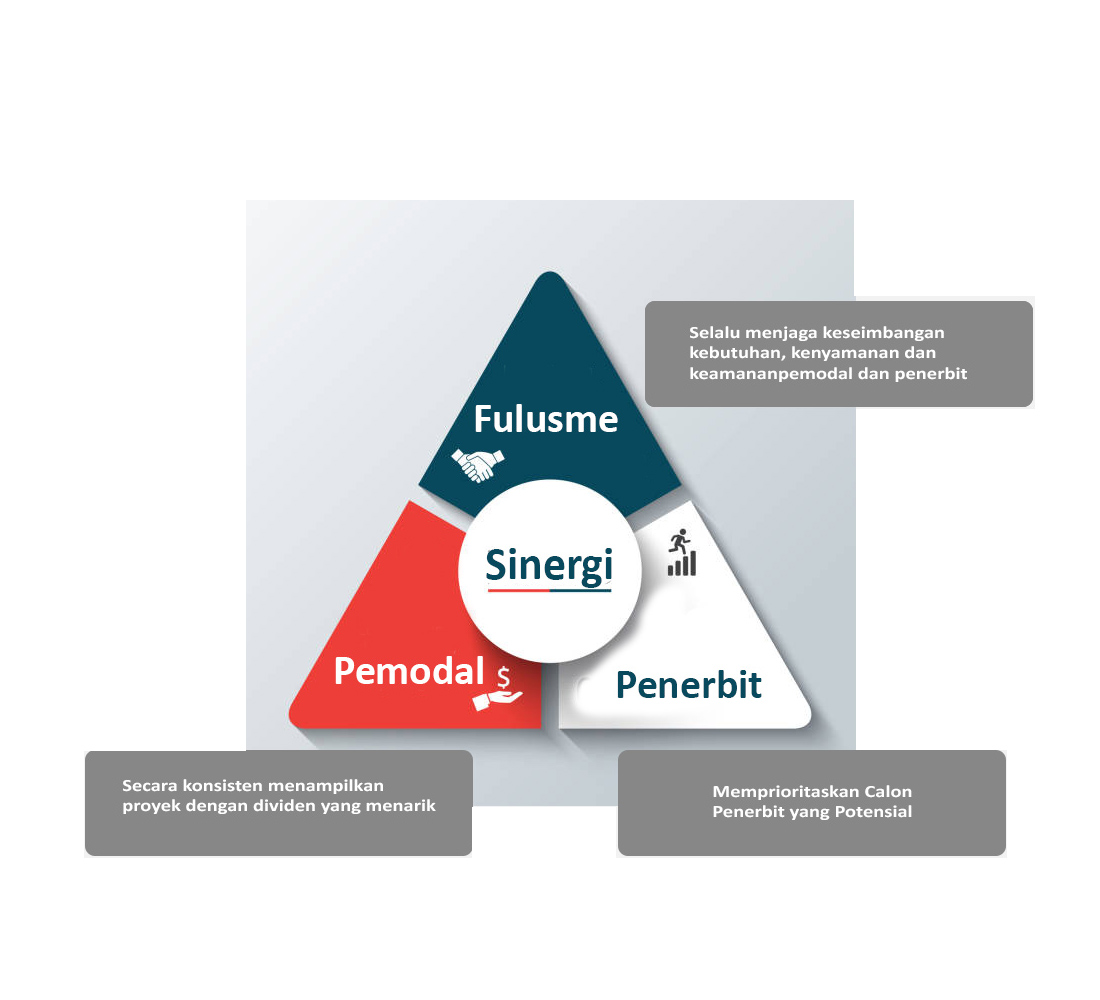 Selalu menjaga keseimbangan
kebutuhan, kenyamanan dan
keamananpemodal dan penerbit
Fulusme
Sinergi
Pemodal $
Penerbit
Secara konsisten menampilkan
proyek dengan dividen yang menarik
Memprioritaskan Calon
Penerbit yang Potensial